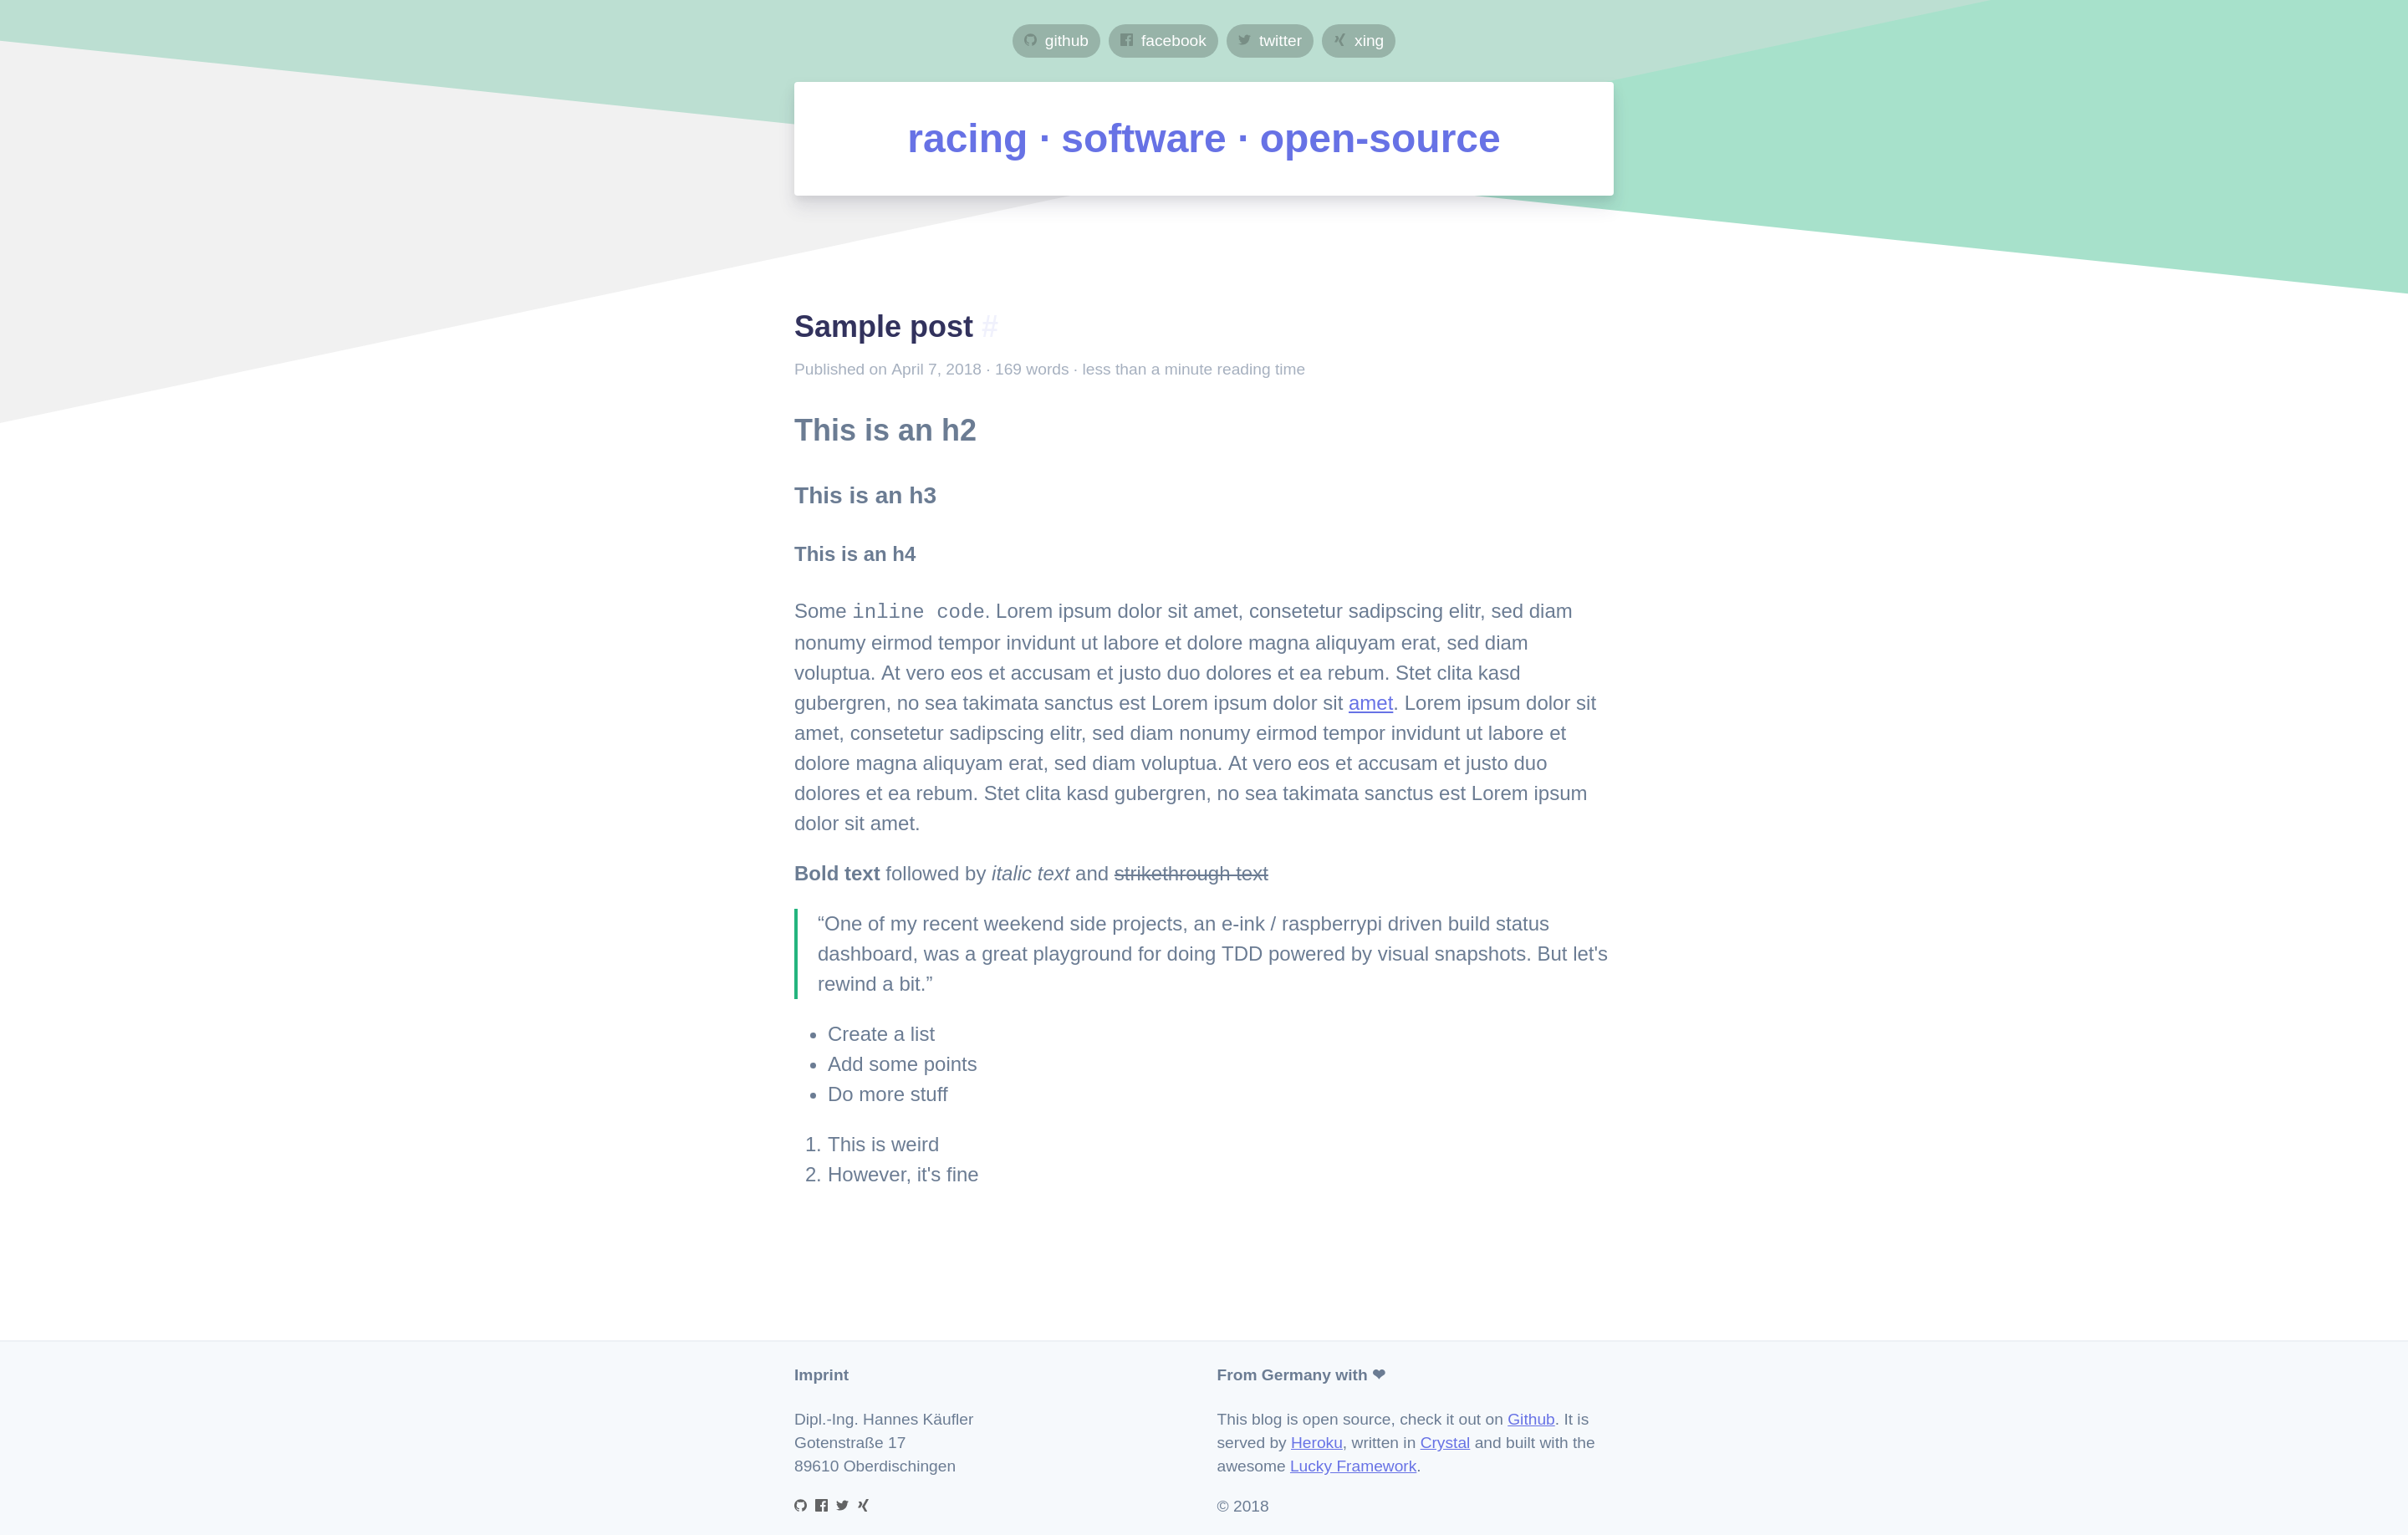 github facebook twitter xing
racing · software · open-source
Sample post #
Published on April 7, 2018 · 169 words · less than a minute reading time
This is an h2
This is an h3
This is an h4
Some inline code. Lorem ipsum dolor sit amet, consetetur sadipscing elitr, sed diam
nonumy eirmod tempor invidunt ut labore et dolore magna aliquyam erat, sed diam
voluptua. At vero eos et accusam et justo duo dolores et ea rebum. Stet clita kasd
gubergren, no sea takimata sanctus est Lorem ipsum dolor sit amet. Lorem ipsum dolor sit
amet, consetetur sadipscing elitr, sed diam nonumy eirmod tempor invidunt ut labore et
dolore magna aliquyam erat, sed diam voluptua. At vero eos et accusam et justo duo
dolores et ea rebum. Stet clita kasd gubergren, no sea takimata sanctus est Lorem ipsum
dolor sit amet.
Bold text followed by italic text and strikethrough text
“One of my recent weekend side projects, an e-ink / raspberrypi driven build status
dashboard, was a great playground for doing TDD powered by visual snapshots. But let's
rewind a bit.”
• Create a list
• Add some points
• Do more stuff
1. This is weird
2. However, it's fine
Imprint
Dipl.-Ing. Hannes Käufler
Gotenstraße 17
89610 Oberdischingen
From Germany with ❤
This blog is open source, check it out on Github. It is
served by Heroku, written in Crystal and built with the
awesome Lucky Framework.
© 2018